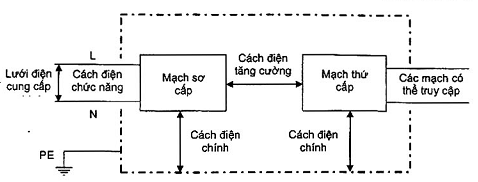 L
Lưới điện
cung cấp
Cách điện
chức năng
N
PE
Mạch sơ
cấp
Cách điện
tăng cường
Mạch thứ
cấp
Các mạch có
thể truy cập
Cách điện
chính
Cách điện
chính